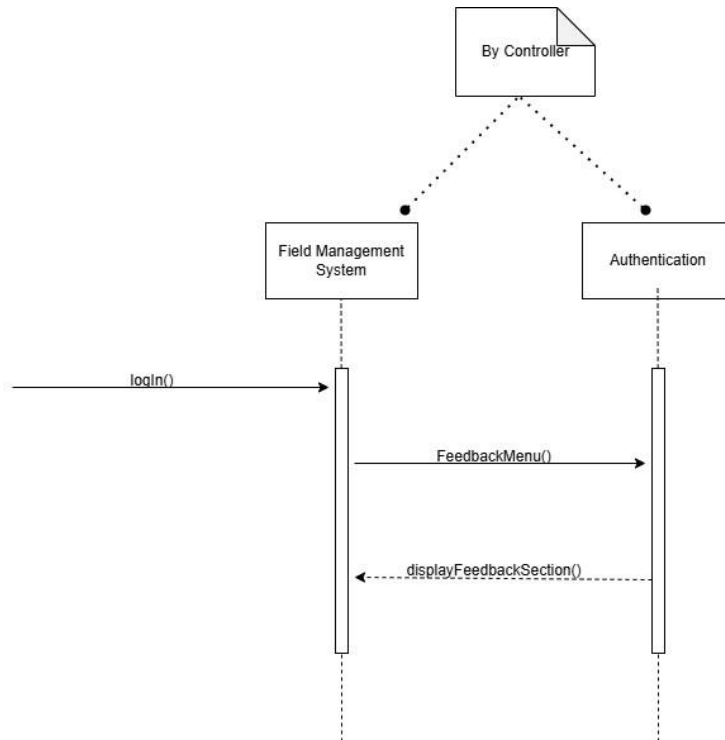 By Controller
Field Management
System
Authentication
logIn()
FeedbackMenu()
displayFeedbackSection()